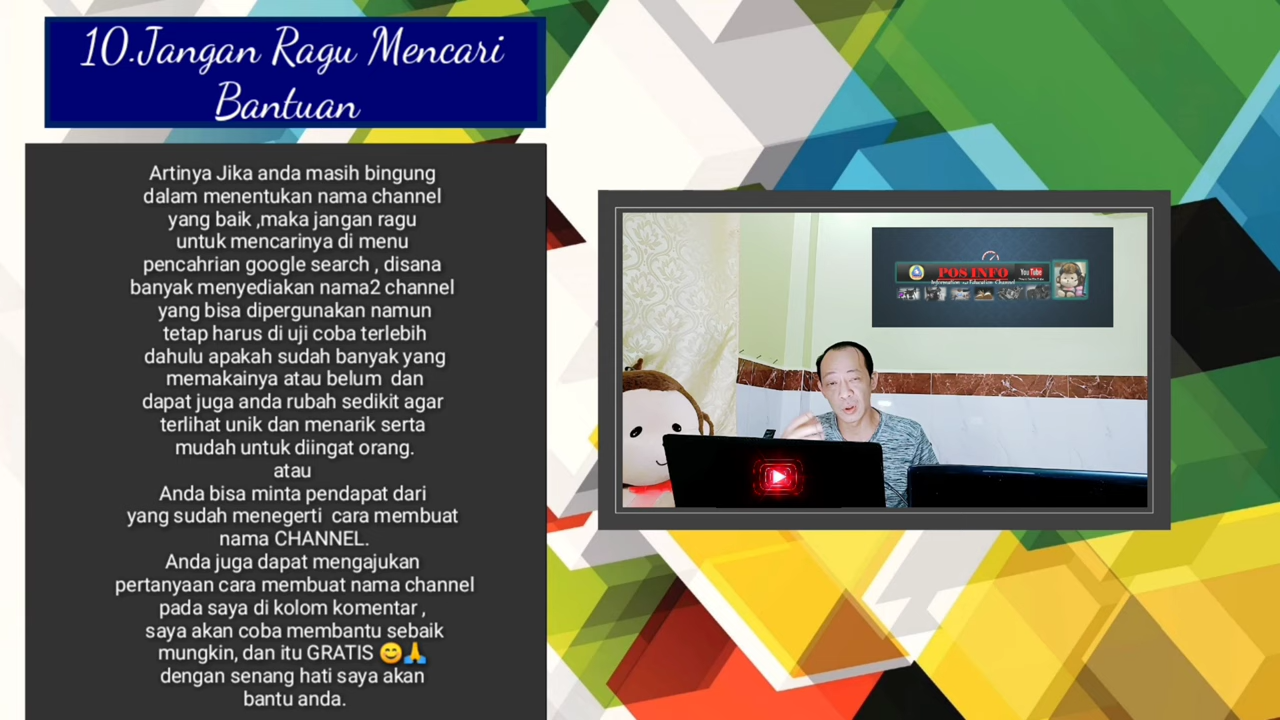 10.Jangan Ragu Mencari
Bantuan
Artinya Jika anda masih bingung
dalam menentukan nama channel
yang baik ,maka jangan ragu
untuk mencarinya di menu
pencahrian google search , disana
banyak menyediakan nama2 channel
yang bisa dipergunakan namun
tetap harus di uji coba terlebih
dahulu apakah sudah banyak yang
memakainya atau belum dan
dapat juga anda rubah sedikit agar
terlihat unik dan menarik serta
mudah untuk diingat orang.
atau
Anda bisa minta pendapat dari
yang sudah menegerti cara membuat
nama CHANNEL.
Anda juga dapat mengajukan
pertanyaan cara membuat nama channel
pada saya di kolom komentar ,
saya akan coba membantu sebaik
mungkin, dan itu GRATIS 😊🙏
dengan senang hati saya akan
bantu anda.
POS INFO
YouTube
Information and Education Channel